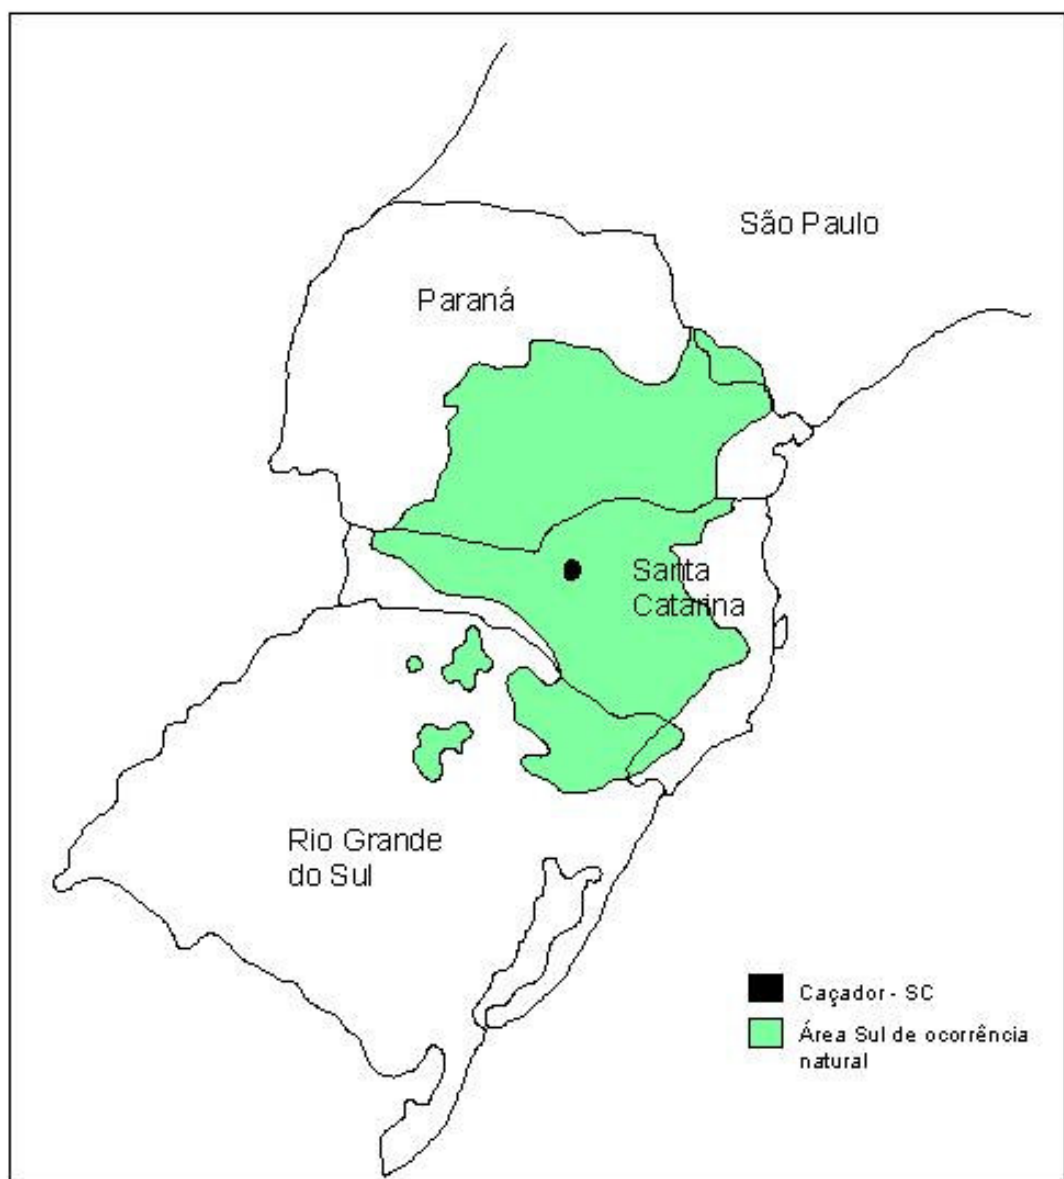 São Paulo
Paraná
Santa
Catarina
Rio Grande
do Sul
Caçador - SC
Área Sul de ocorrência
natural